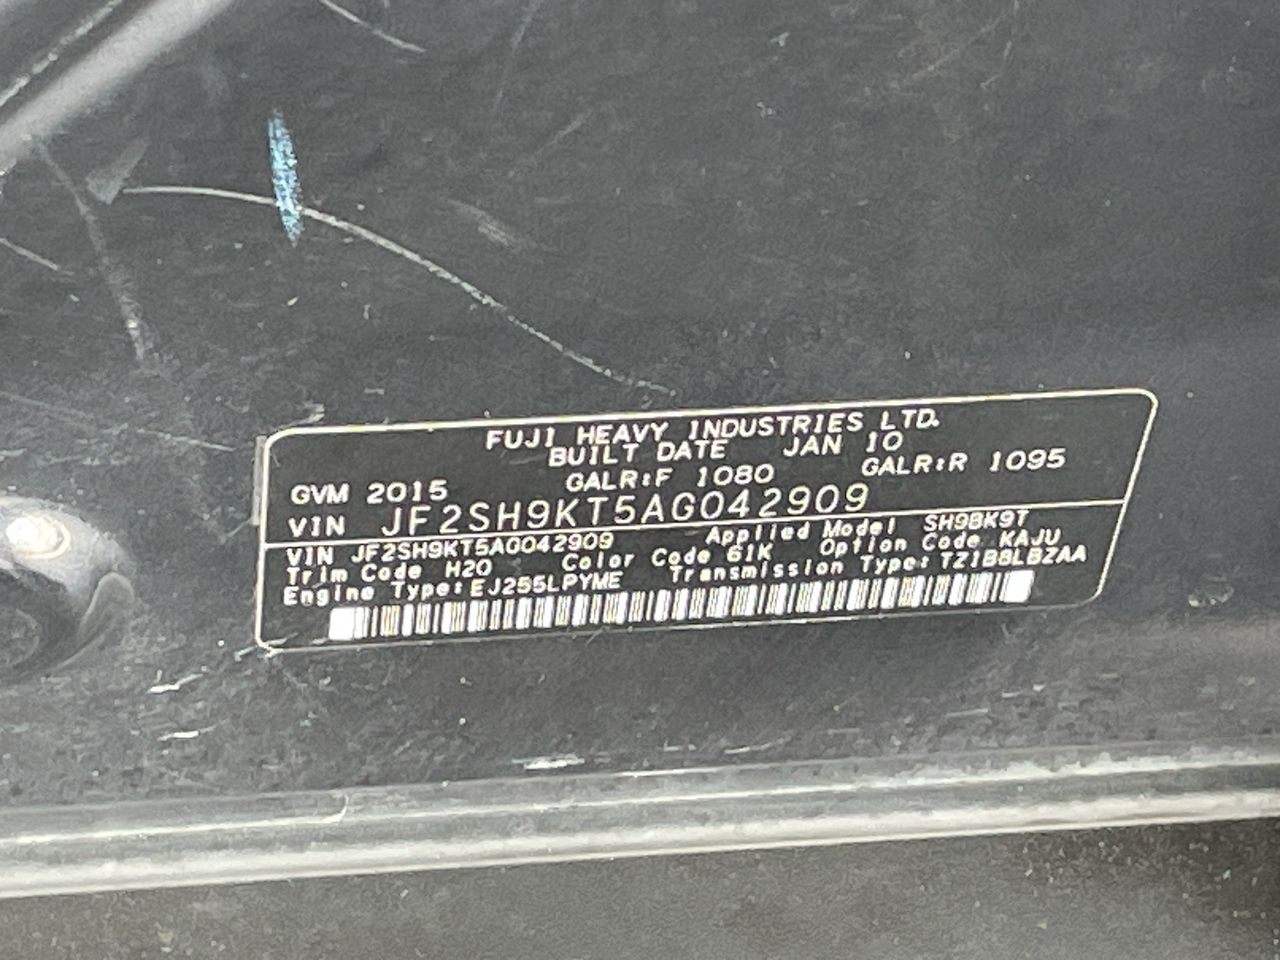 FUJI HEAVY INDUSTRIES LTD.
BUILT DATE JAN 10
GVM 2015 GALR:F 1080 GALR:R 1095
VIN JF2SH9KT5AG042909
VIN JF2SH9KT5AG042909 Applied Model SH9BK9T
Trim Code H20 Color Code 61K Option Code KAJU
Engine Type: EJ255LPYME Transmission Type: TZ1B8LBZAA